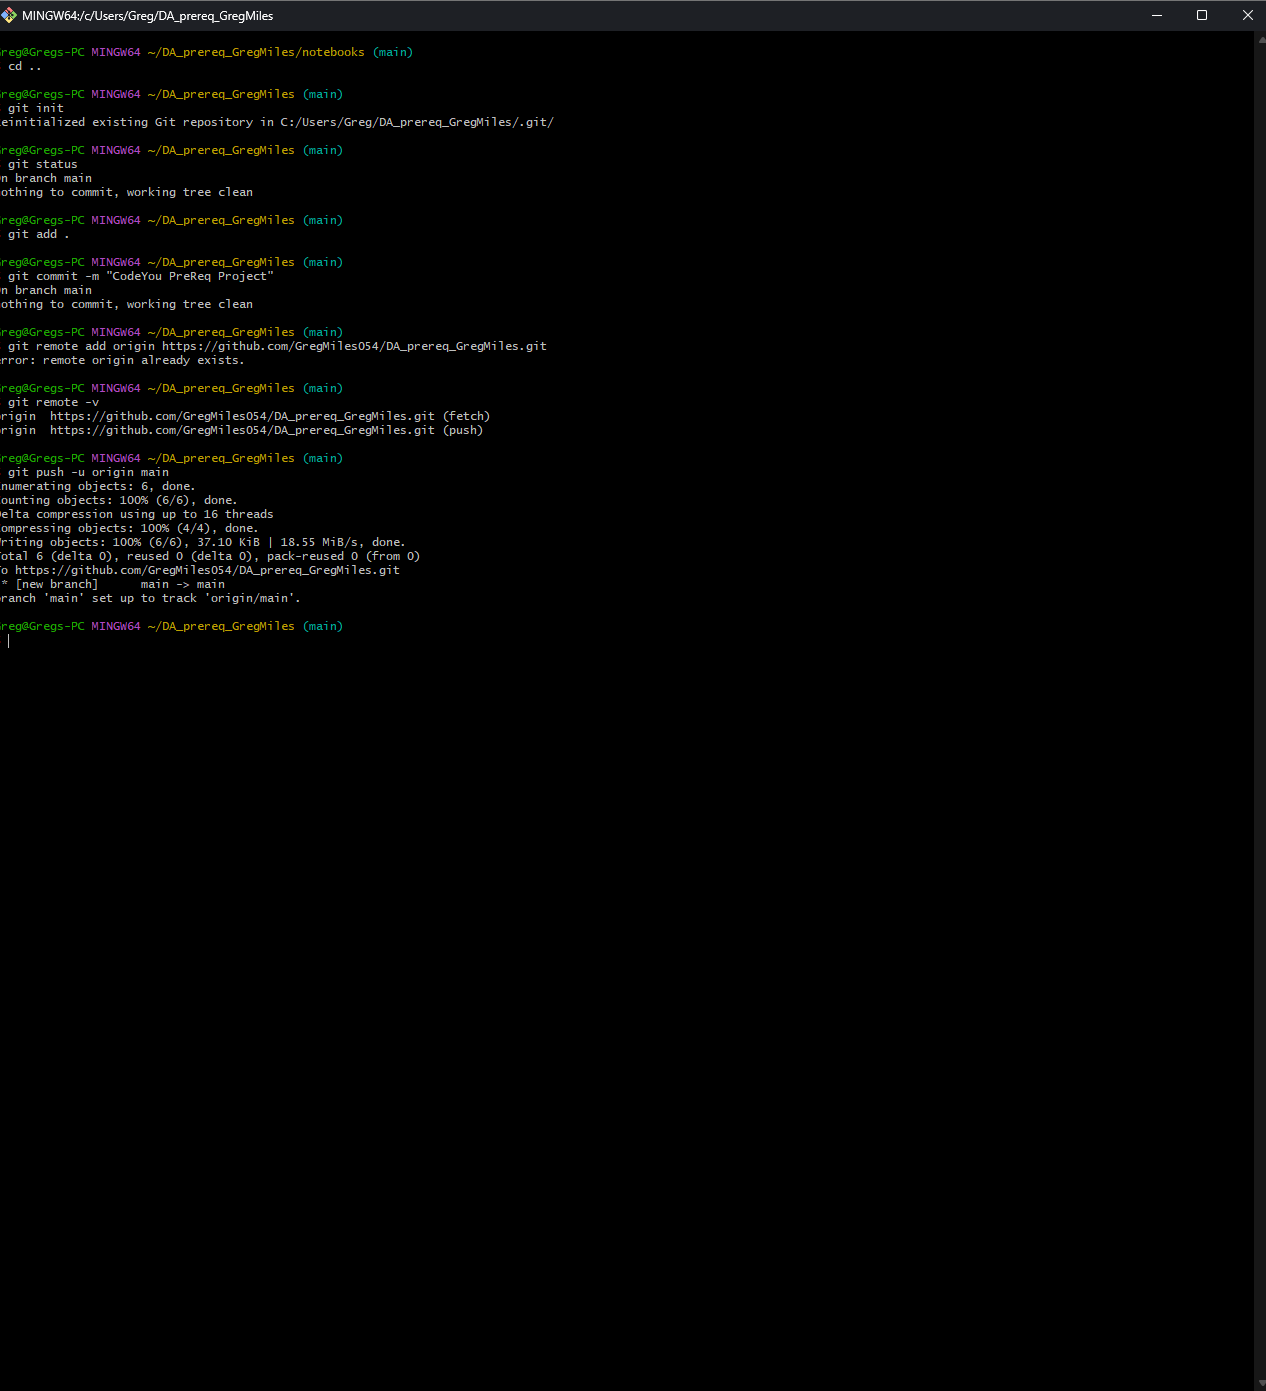 MINGW64:/c/Users/Greg/DA_prereq_GregMiles
reg@Gregs-PC MINGW64 ~/DA_prereq_GregMiles/notebooks (main)
cd ..
reg@Gregs-PC MINGW64 ~/DA_prereq_GregMiles (main)
git init
einitialized existing Git repository in C:/Users/Greg/DA_prereq_GregMiles/.git/
reg@Gregs-PC MINGW64 ~/DA_prereq_GregMiles (main)
git status
n branch main
othing to commit, working tree clean
reg@Gregs-PC MINGW64 ~/DA_prereq_GregMiles (main)
git add .
reg@Gregs-PC MINGW64 ~/DA_prereq_GregMiles (main)
git commit -m "CodeYou PreReq Project"
n branch main
othing to commit, working tree clean
reg@Gregs-PC MINGW64 ~/DA_prereq_GregMiles (main)
git remote add origin https://github.com/GregMiles054/DA_prereq_GregMiles.git
rror: remote origin already exists.
reg@Gregs-PC MINGW64 ~/DA_prereq_GregMiles (main)
git remote -v
rigin  https://github.com/GregMiles054/DA_prereq_GregMiles.git (fetch)
rigin  https://github.com/GregMiles054/DA_prereq_GregMiles.git (push)
reg@Gregs-PC MINGW64 ~/DA_prereq_GregMiles (main)
git push -u origin main
numerating objects: 6, done.
ounting objects: 100% (6/6), done.
elta compression using up to 16 threads
ompressing objects: 100% (4/4), done.
riting objects: 100% (6/6), 37.10 KiB | 18.55 MiB/s, done.
otal 6 (delta 0), reused 0 (delta 0), pack-reused 0 (from 0)
o https://github.com/GregMiles054/DA_prereq_GregMiles.git
* [new branch]      main -> main
ranch 'main' set up to track 'origin/main'.
reg@Gregs-PC MINGW64 ~/DA_prereq_GregMiles (main)